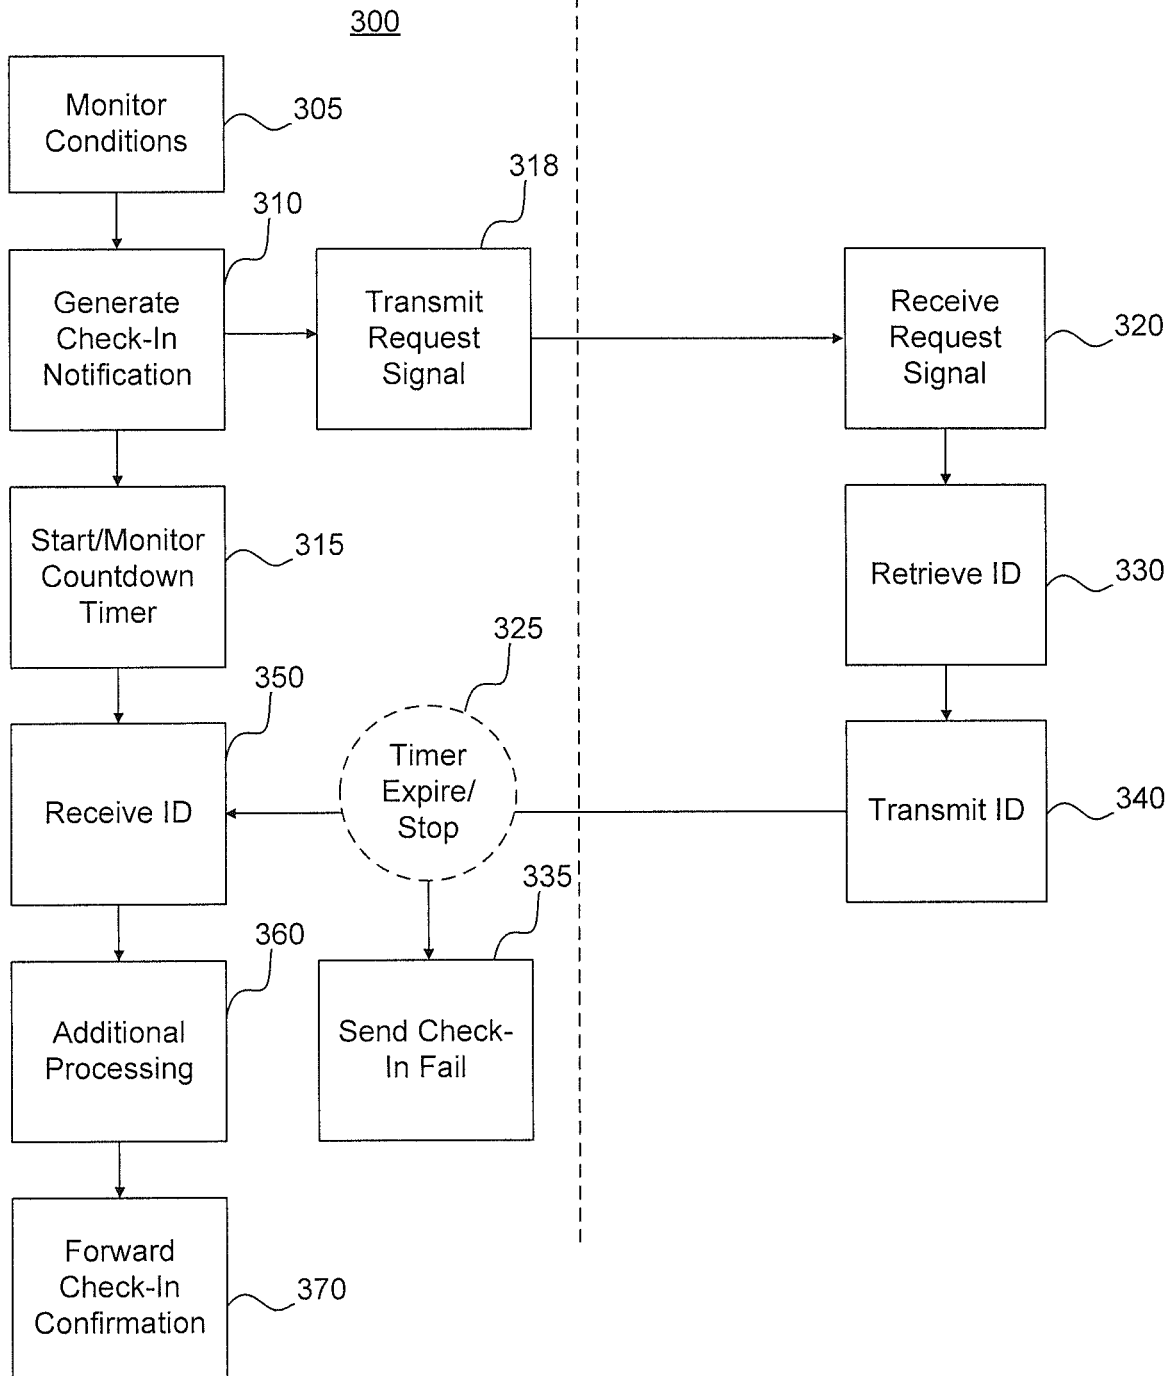 300
Monitor
Conditions
305
310
318
Generate
Check-In
Notification
Transmit
Request
Signal
Receive
Request
Signal
320
Start/Monitor
Countdown
Timer
315
Retrieve ID
330
325
350
Receive ID
Timer
Expire/
Stop
Transmit ID
340
335
360
Additional
Processing
Send Check-
In Fail
Forward
Check-In
Confirmation
370